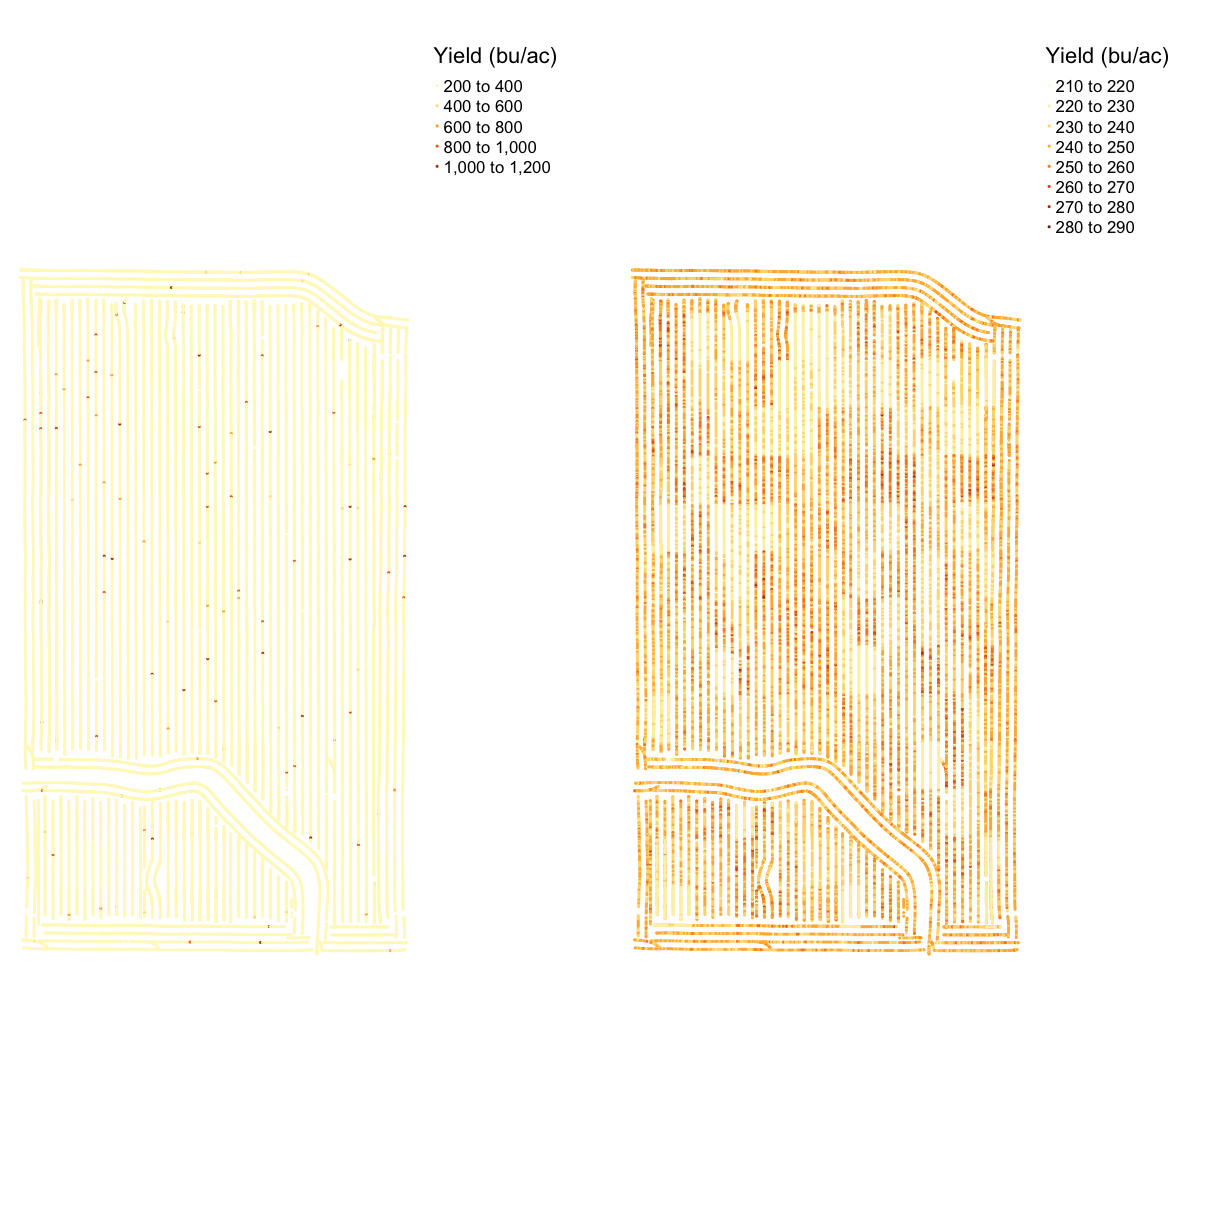 Yield (bu/ac)
200 to 400
400 to 600
600 to 800
800 to 1,000
1,000 to 1,200
Yield (bu/ac)
210 to 220
220 to 230
230 to 240
240 to 250
250 to 260
260 to 270
270 to 280
280 to 290